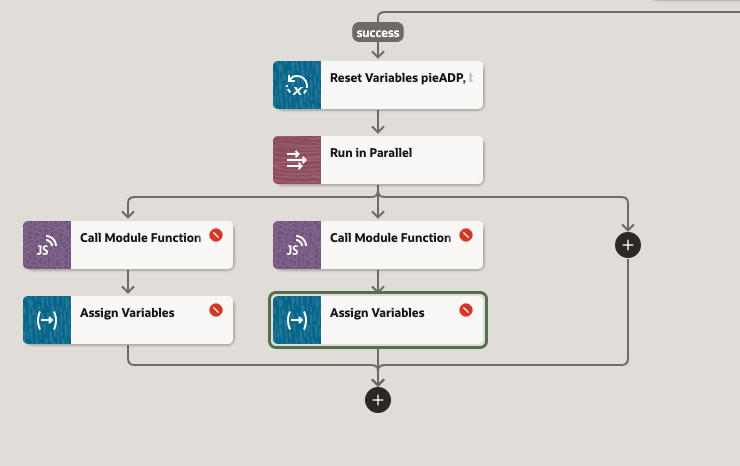 success
Reset Variables pieADP,
Run in Parallel
Call Module Function
Call Module Function
Assign Variables
Assign Variables
JS
JS